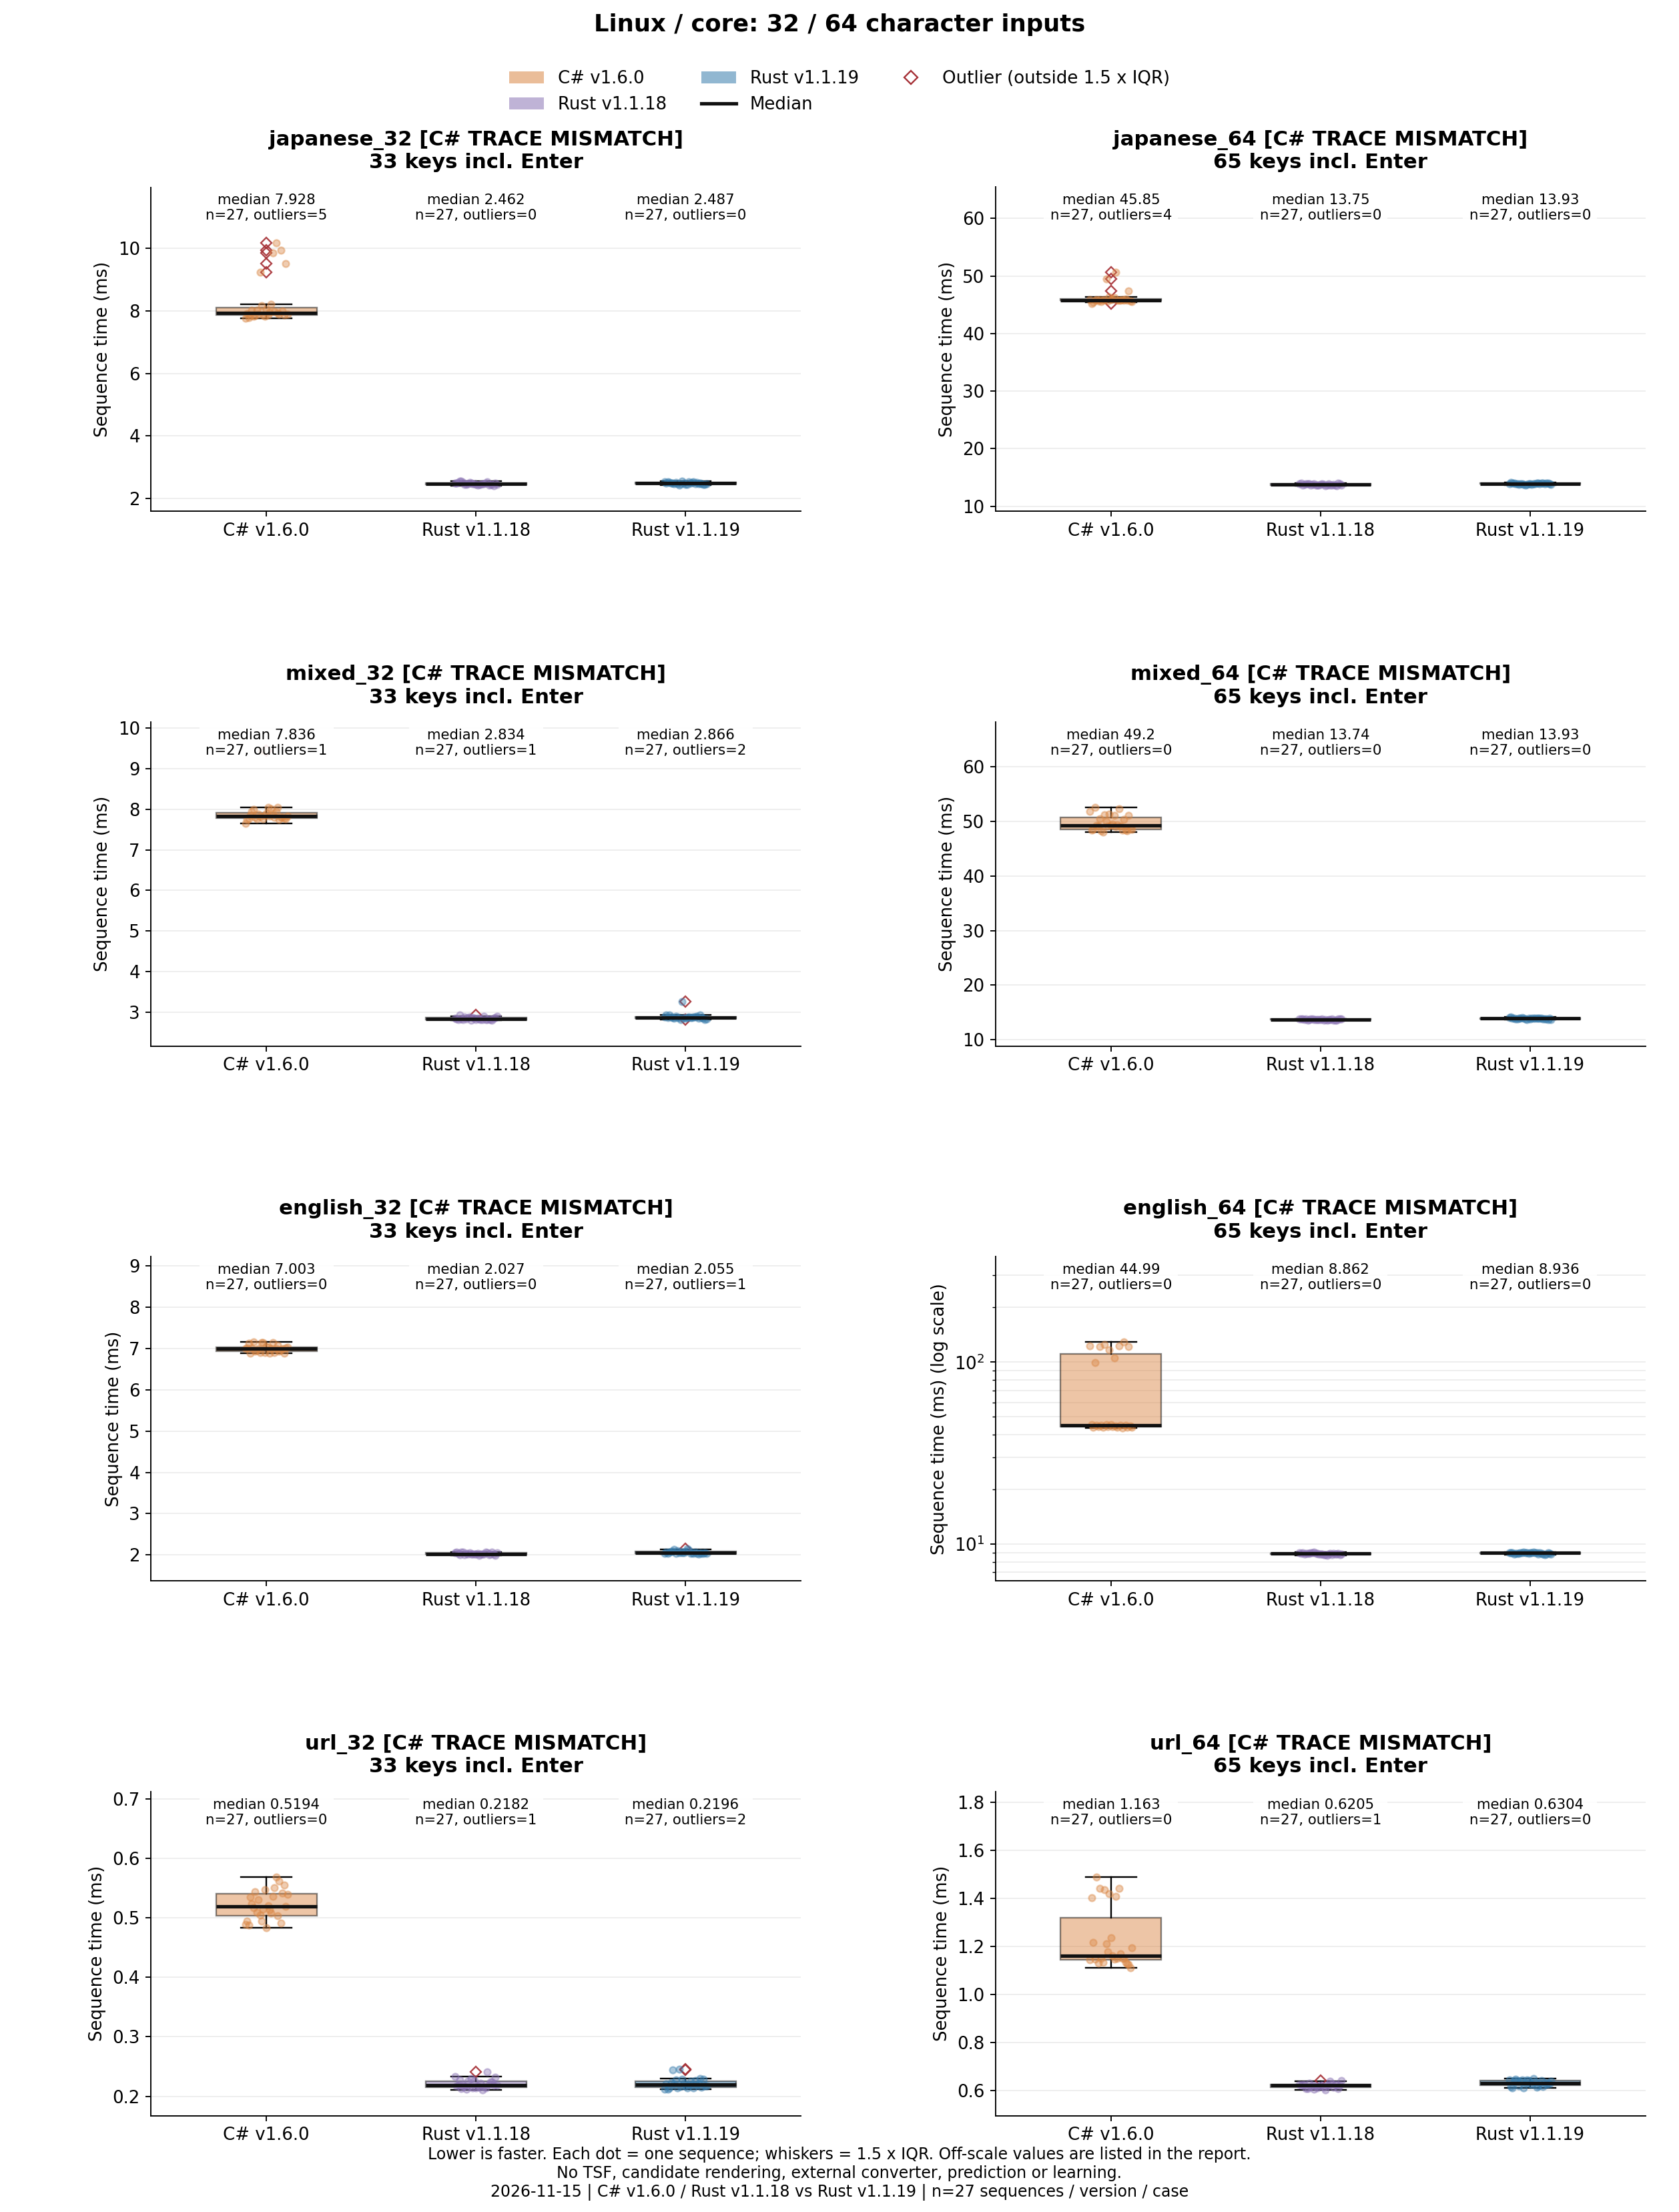 Linux / core: 32 / 64 character inputs
C# v1.6.0
Rust v1.1.18
Rust v1.1.19
Median
Outlier (outside 1.5 x IQR)
japanese_32 [C# TRACE MISMATCH]
33 keys incl. Enter
median 7.928
n=27, outliers=5
median 2.462
n=27, outliers=0
median 2.487
n=27, outliers=0
Sequence time (ms)
10
8
6
4
2
C# v1.6.0
Rust v1.1.18
Rust v1.1.19
japanese_64 [C# TRACE MISMATCH]
65 keys incl. Enter
median 45.85
n=27, outliers=4
median 13.75
n=27, outliers=0
median 13.93
n=27, outliers=0
Sequence time (ms)
60
50
40
30
20
10
C# v1.6.0
Rust v1.1.18
Rust v1.1.19
mixed_32 [C# TRACE MISMATCH]
33 keys incl. Enter
median 7.836
n=27, outliers=1
median 2.834
n=27, outliers=1
median 2.866
n=27, outliers=2
Sequence time (ms)
10
9
8
7
6
5
4
3
C# v1.6.0
Rust v1.1.18
Rust v1.1.19
mixed_64 [C# TRACE MISMATCH]
65 keys incl. Enter
median 49.2
n=27, outliers=0
median 13.74
n=27, outliers=0
median 13.93
n=27, outliers=0
Sequence time (ms)
60
50
40
30
20
10
C# v1.6.0
Rust v1.1.18
Rust v1.1.19
english_32 [C# TRACE MISMATCH]
33 keys incl. Enter
median 7.003
n=27, outliers=0
median 2.027
n=27, outliers=0
median 2.055
n=27, outliers=1
Sequence time (ms)
9
8
7
6
5
4
3
2
C# v1.6.0
Rust v1.1.18
Rust v1.1.19
english_64 [C# TRACE MISMATCH]
65 keys incl. Enter
median 44.99
n=27, outliers=0
median 8.862
n=27, outliers=0
median 8.936
n=27, outliers=0
Sequence time (ms) (log scale)
10²
10¹
C# v1.6.0
Rust v1.1.18
Rust v1.1.19
url_32 [C# TRACE MISMATCH]
33 keys incl. Enter
median 0.5194
n=27, outliers=0
median 0.2182
n=27, outliers=1
median 0.2196
n=27, outliers=2
Sequence time (ms)
0.7
0.6
0.5
0.4
0.3
0.2
C# v1.6.0
Rust v1.1.18
Rust v1.1.19
url_64 [C# TRACE MISMATCH]
65 keys incl. Enter
median 1.163
n=27, outliers=0
median 0.6205
n=27, outliers=1
median 0.6304
n=27, outliers=0
Sequence time (ms)
1.8
1.6
1.4
1.2
1.0
0.8
0.6
C# v1.6.0
Rust v1.1.18
Rust v1.1.19
Lower is faster. Each dot = one sequence; whiskers = 1.5 x IQR. Off-scale values are listed in the report.
No TSF, candidate rendering, external converter, prediction or learning.
2026-11-15 | C# v1.6.0 / Rust v1.1.18 vs Rust v1.1.19 | n=27 sequences / version / case